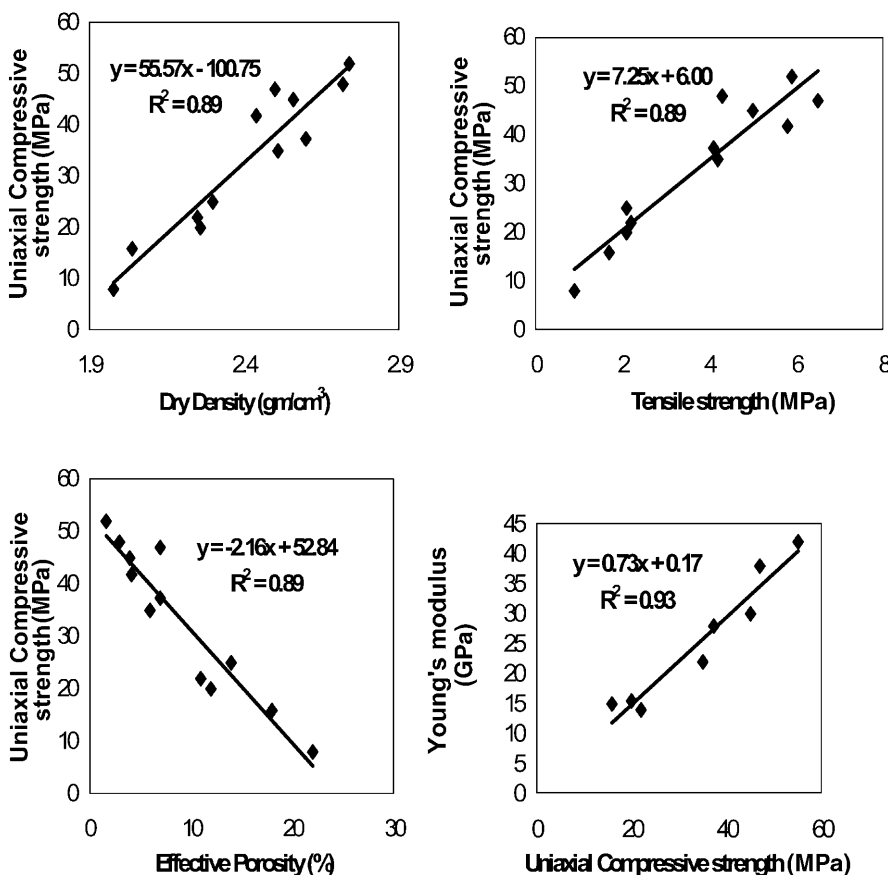 Uniaxial Compressive
strength (MPa)
60
50
40
30
20
10
0
y = 55.57x - 100.75
R² = 0.89
1.9 2.4 2.9
Dry Density (gm/cm³)
Uniaxial Compressive
strength (MPa)
60
50
40
30
20
10
0
y = 7.25x + 6.00
R² = 0.89
0 2 4 6 8
Tensile strength (MPa)
Uniaxial Compressive
strength (MPa)
60
50
40
30
20
10
0
y = -2.16x + 52.84
R² = 0.89
0 10 20 30
Effective Porosity (%)
Young's modulus
(GPa)
45
40
35
30
25
20
15
10
5
0
y = 0.73x + 0.17
R² = 0.93
0 20 40 60
Uniaxial Compressive strength (MPa)